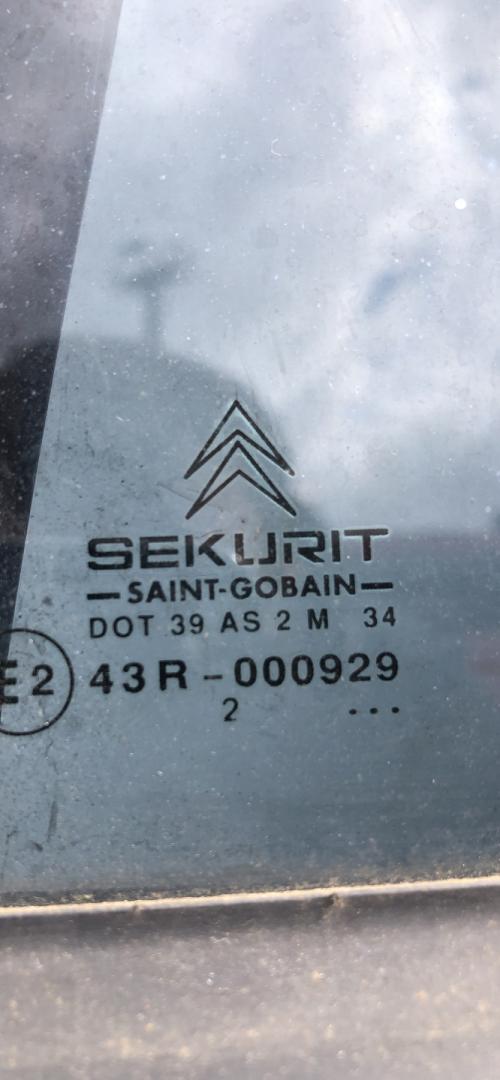 SEKURIT
—SAINT-GOBAIN—
DOT 39 AS 2 M 34
E2 43R-000929
2 ...